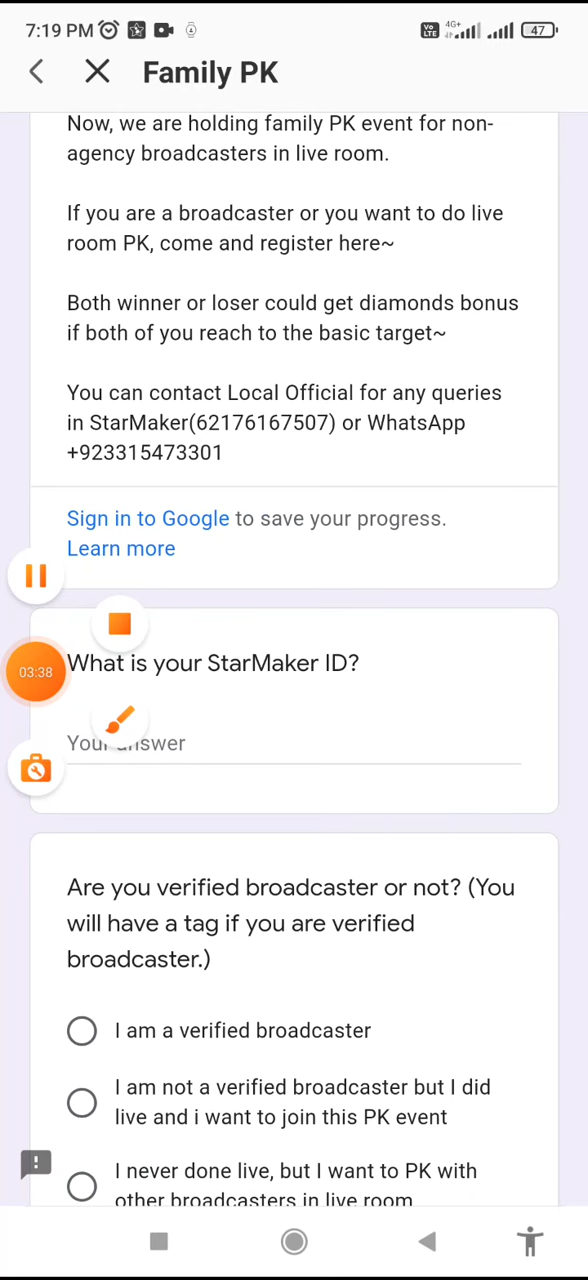 7:19 PM
Vo LTE 4G+ 47
Family PK
Now, we are holding family PK event for non-
agency broadcasters in live room.
If you are a broadcaster or you want to do live
room PK, come and register here~
Both winner or loser could get diamonds bonus
if both of you reach to the basic target~
You can contact Local Official for any queries
in StarMaker(62176167507) or WhatsApp
+923315473301
Sign in to Google to save your progress.
Learn more
03:38
What is your StarMaker ID?
Your answer
Are you verified broadcaster or not? (You
will have a tag if you are verified
broadcaster.)
I am a verified broadcaster
I am not a verified broadcaster but I did
live and i want to join this PK event
I never done live, but I want to PK with
other broadcasters in live room